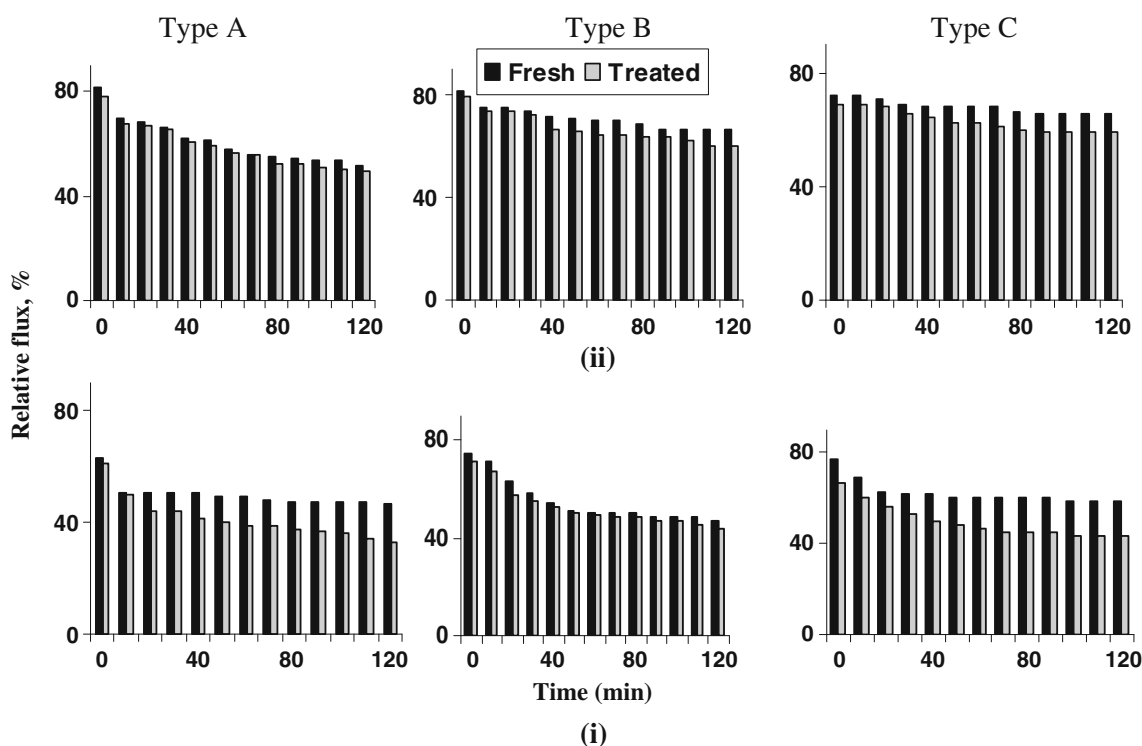 Type A Type B Type C
Fresh Treated
80 80 80
40 40 40
0 0 0
0 40 80 120 0 40 80 120 0 40 80 120
(ii)
Relative flux, %
80 80 80
40 40 40
0 0 0
0 40 80 120 0 40 80 120 0 40 80 120
Time (min)
(i)